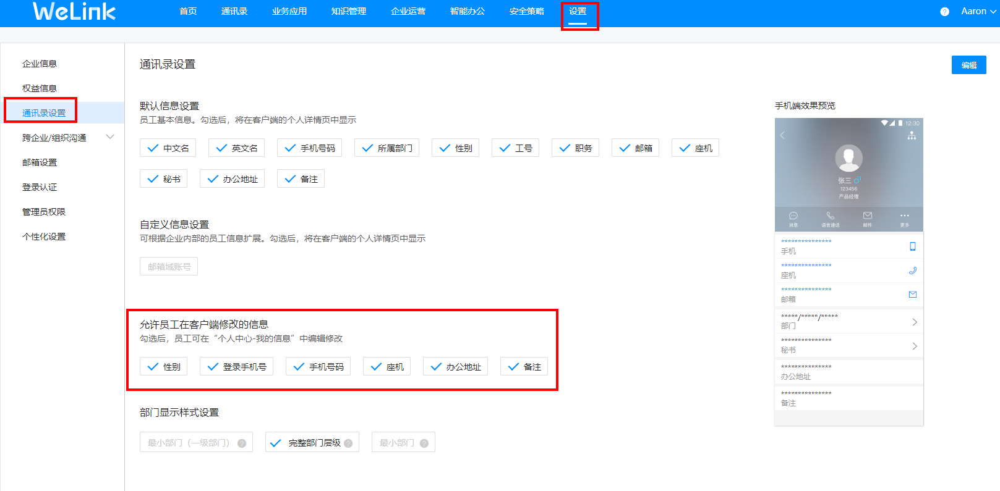 WeLink 首页 通讯录 业务应用 知识管理 企业运营 智能办公 安全策略 设置 ? Aaron
企业信息
权益信息
通讯录设置
跨企业/组织沟通
邮箱设置
登录认证
管理员权限
个性化设置
通讯录设置
编辑
默认信息设置
员工基本信息。勾选后，将在客户端的个人详情页中显示
中文名 英文名 手机号码 所属部门 性别 工号 职务 邮箱 座机
秘书 办公地址 备注
自定义信息设置
可根据企业内部的员工信息扩展。勾选后，将在客户端的个人详情页中显示
邮箱域账号
允许员工在客户端修改的信息
勾选后，员工可在“个人中心-我的信息”中编辑修改
性别 登录手机号 手机号码 座机 办公地址 备注
部门显示样式设置
最小部门（一级部门） ? 完整部门层级 ? 最小部门 ?
手机端效果预览
12:30
张三
123456
产品经理
消息 语音通话 邮件 更多
***************
手机
***************
座机
***************
邮箱
*****/*****/*****
部门
***************
秘书
***************
办公地址
***************
备注